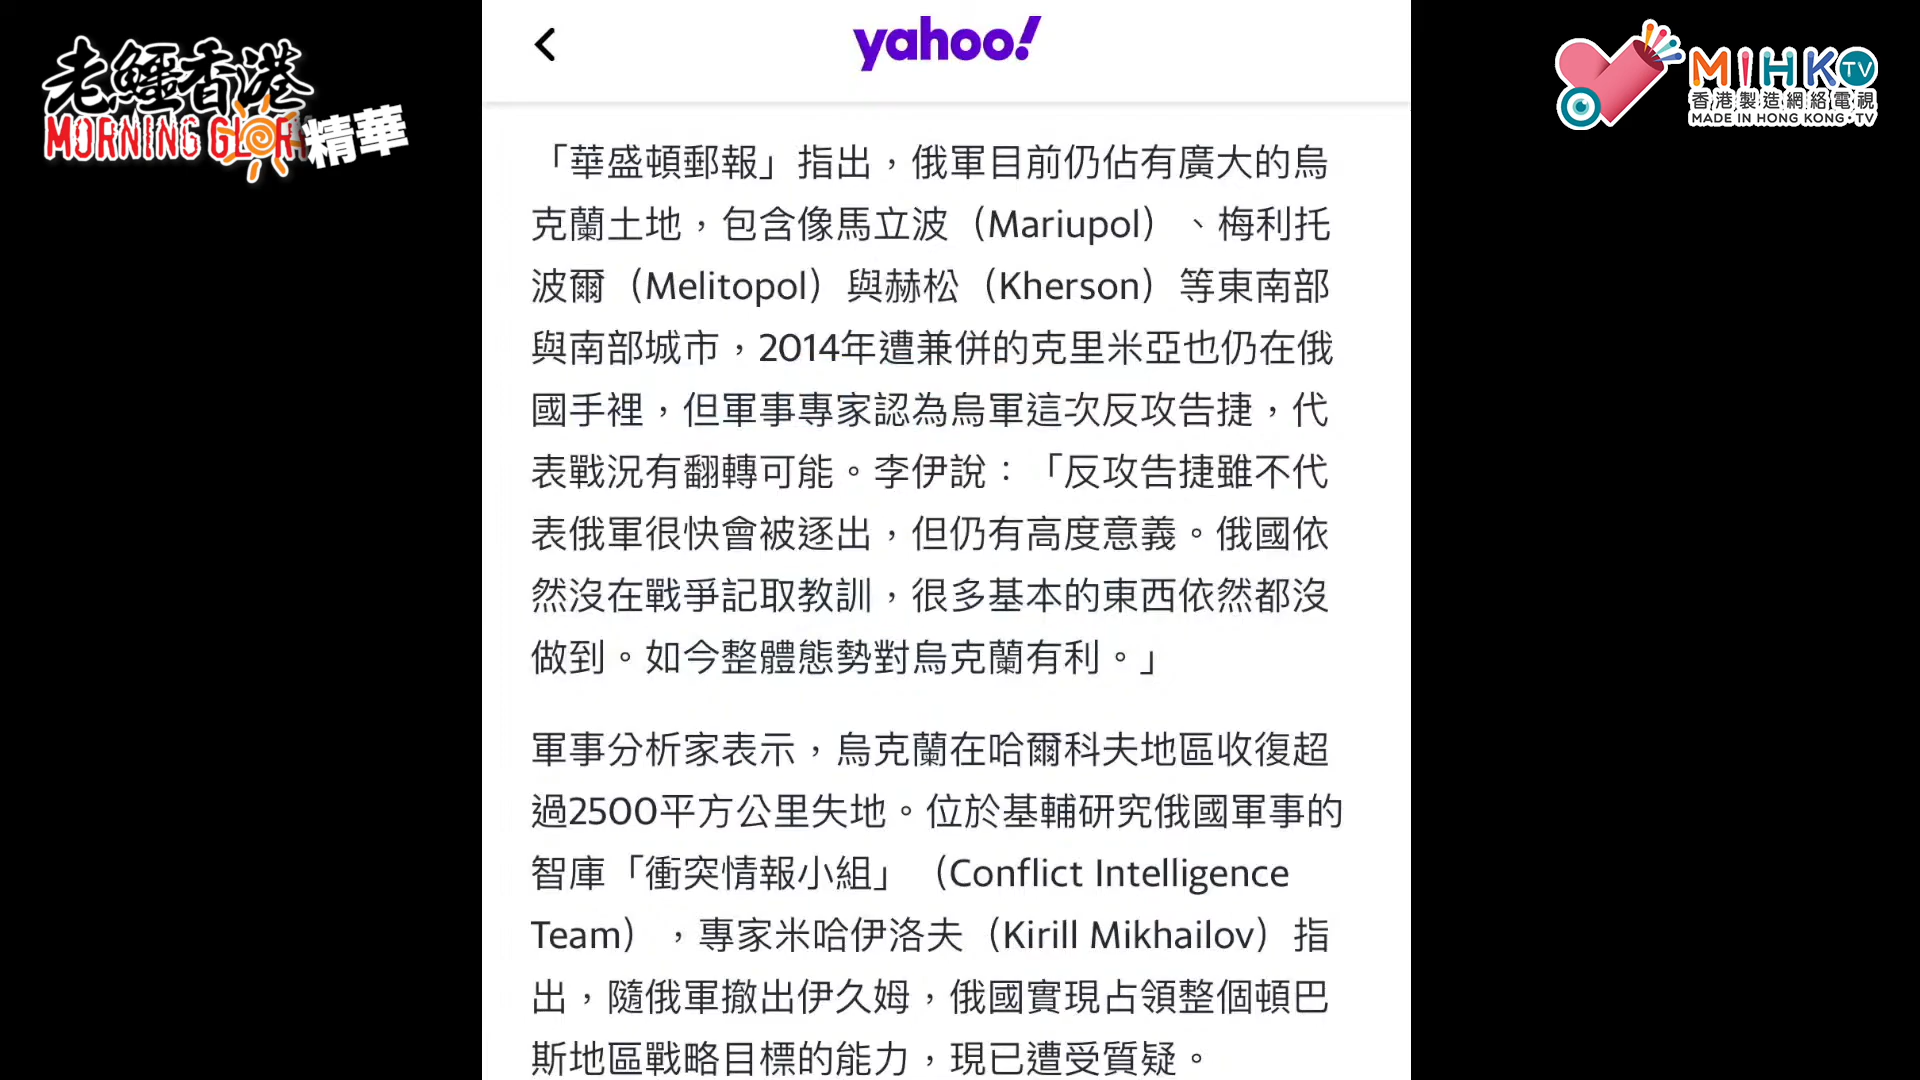 老鱷香港
MORNING GLORY
精華
yahoo!
MIHK TV
香港製造網絡電視
MADE IN HONG KONG・TV
「華盛頓郵報」指出，俄軍目前仍佔有廣大的烏
克蘭土地，包含像馬立波（Mariupol）、梅利托
波爾（Melitopol）與赫松（Kherson）等東南部
與南部城市，2014年遭兼併的克里米亞也仍在俄
國手裡，但軍事專家認為烏軍這次反攻告捷，代
表戰況有翻轉可能。李伊說：「反攻告捷雖不代
表俄軍很快會被逐出，但仍有高度意義。俄國依
然沒在戰爭記取教訓，很多基本的東西依然都沒
做到。如今整體態勢對烏克蘭有利。」
軍事分析家表示，烏克蘭在哈爾科夫地區收復超
過2500平方公里失地。位於基輔研究俄國軍事的
智庫「衝突情報小組」（Conflict Intelligence
Team），專家米哈伊洛夫（Kirill Mikhailov）指
出，隨俄軍撤出伊久姆，俄國實現占領整個頓巴
斯地區戰略目標的能力，現已遭受質疑。